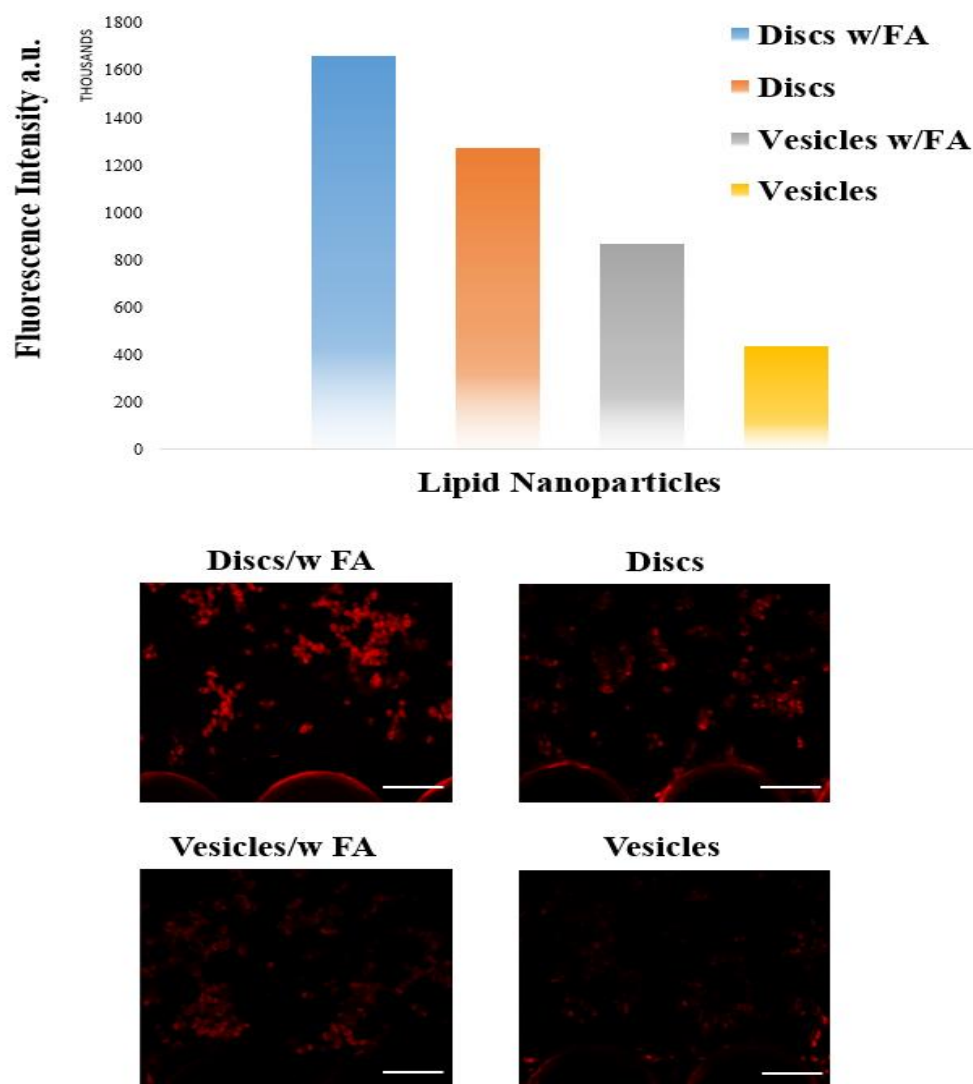 Fluorescence Intensity a.u.
THOUSANDS
1800
1600
1400
1200
1000
800
600
400
200
0
Discs w/FA
Discs
Vesicles w/FA
Vesicles
Lipid Nanoparticles
Discs/w FA
Discs
Vesicles/w FA
Vesicles